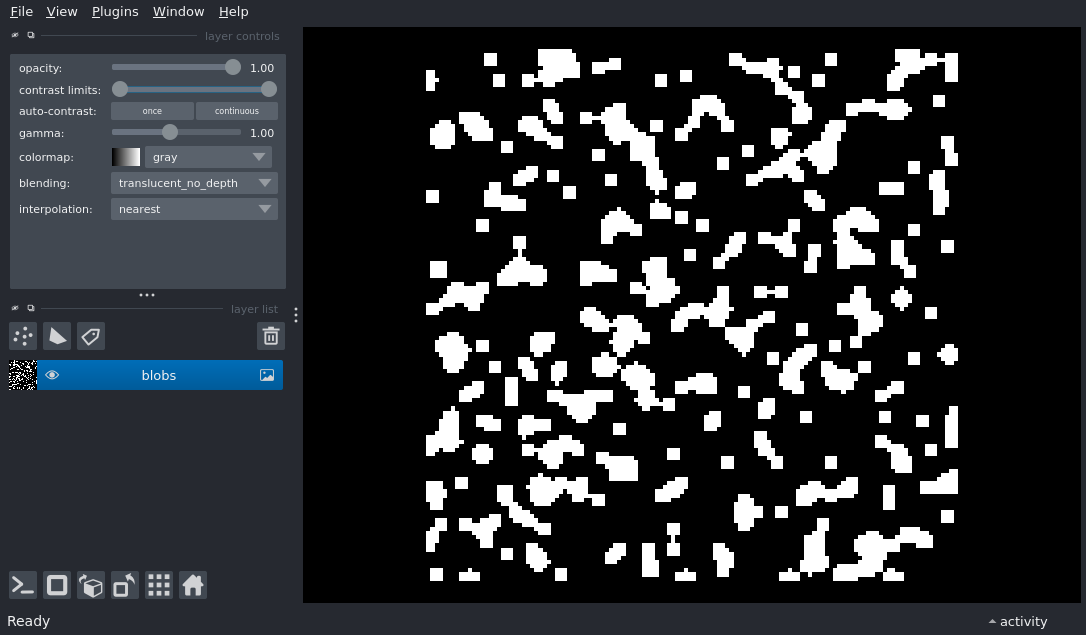 File View Plugins Window Help
layer controls
opacity: 1.00
contrast limits:
auto-contrast: once continuous
gamma: 1.00
colormap: gray
blending: translucent_no_depth
interpolation: nearest
layer list
blobs
Ready
activity